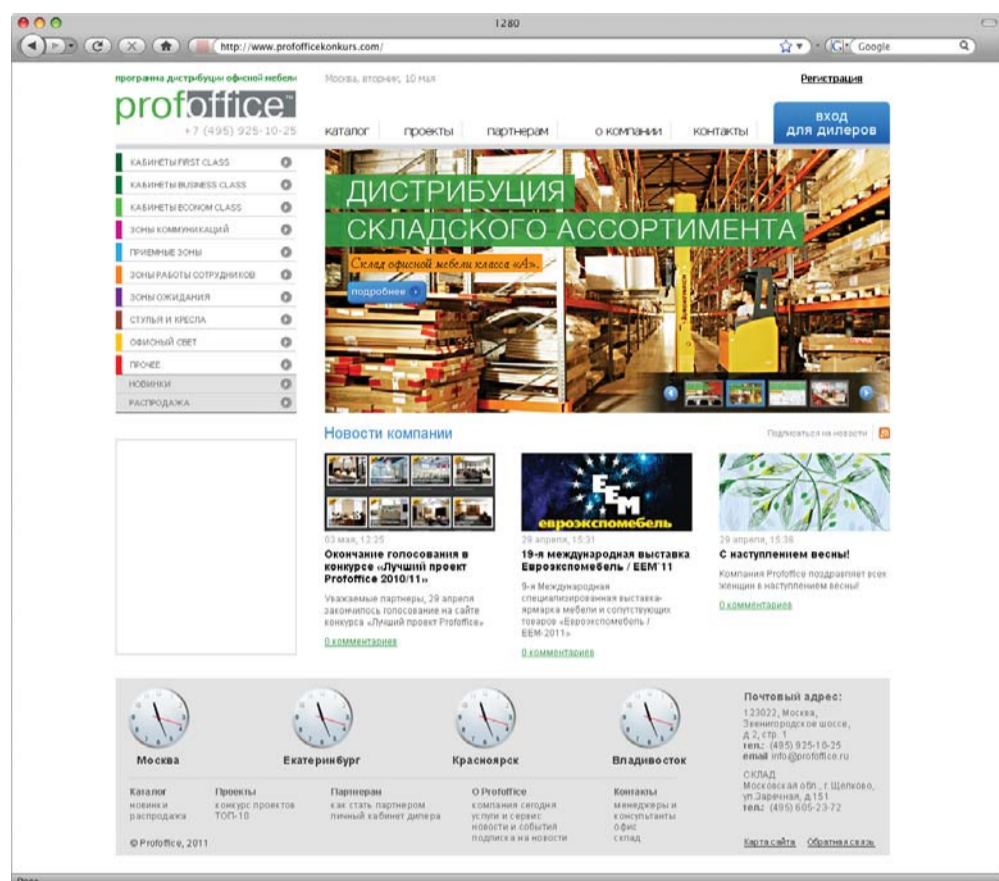 1280
http://www.profofficekonkurs.com/
Google
программа дистрибуции офисной мебели
Москва, вторник, 10 мая
Регистрация
profoffice™
+7 (495) 925-10-25
каталог
проекты
партнерам
о компании
контакты
вход
для дилеров
КАБИНЕТЫ FIRST CLASS
КАБИНЕТЫ BUSINESS CLASS
КАБИНЕТЫ ECONOM CLASS
ЗОНЫ КОММУНИКАЦИЙ
ПРИЕМНЫЕ ЗОНЫ
ЗОНЫ РАБОТЫ СОТРУДНИКОВ
ЗОНЫ ОЖИДАНИЯ
СТУЛЬЯ И КРЕСЛА
ОФИСНЫЙ СВЕТ
ПРОЧЕЕ
НОВИНКИ
РАСПРОДАЖА
ДИСТРИБУЦИЯ
СКЛАДСКОГО АССОРТИМЕНТА
Склад офисной мебели класса «А».
подробнее
Новости компании
Подписаться на новости
03 мая, 12:25
Окончание голосования в
конкурсе «Лучший проект
Profoffice 2010/11»
Уважаемые партнеры, 29 апреля
закончилось голосование на сайте
конкурса «Лучший проект Profoffice»
0 комментариев
EEM
евроэкспомебель
29 апреля, 15:31
19-я международная выставка
Евроэкспомебель / EEM`11
9-я Международная
специализированная выставка-
ярмарка мебели и сопутствующих
товаров «Евроэкспомебель /
EEM-2011»
0 комментариев
29 апреля, 15:36
С наступлением весны!
Компания Profoffice поздравляет всех
женщин в наступлением весны!
0 комментариев
Москва
Екатеринбург
Красноярск
Владивосток
Почтовый адрес:
123022, Москва,
Звенигородское шоссе,
д 2, стр. 1
тел.: (495) 925-10-25
email info@profoffice.ru
СКЛАД
Московская обл., г. Щелково,
ул.Заречная, д.151
тел.: (495) 605-23-72
Каталог
новинки
распродажа
Проекты
конкурс проектов
ТОП-10
Партнерам
как стать партнером
личный кабинет дилера
О Profoffice
компания сегодня
услуги и сервис
новости и события
подписка на новости
Контакты
менеджеры и
консультанты
офис
склад
© Profoffice, 2011
Карта сайта
Обратная связь